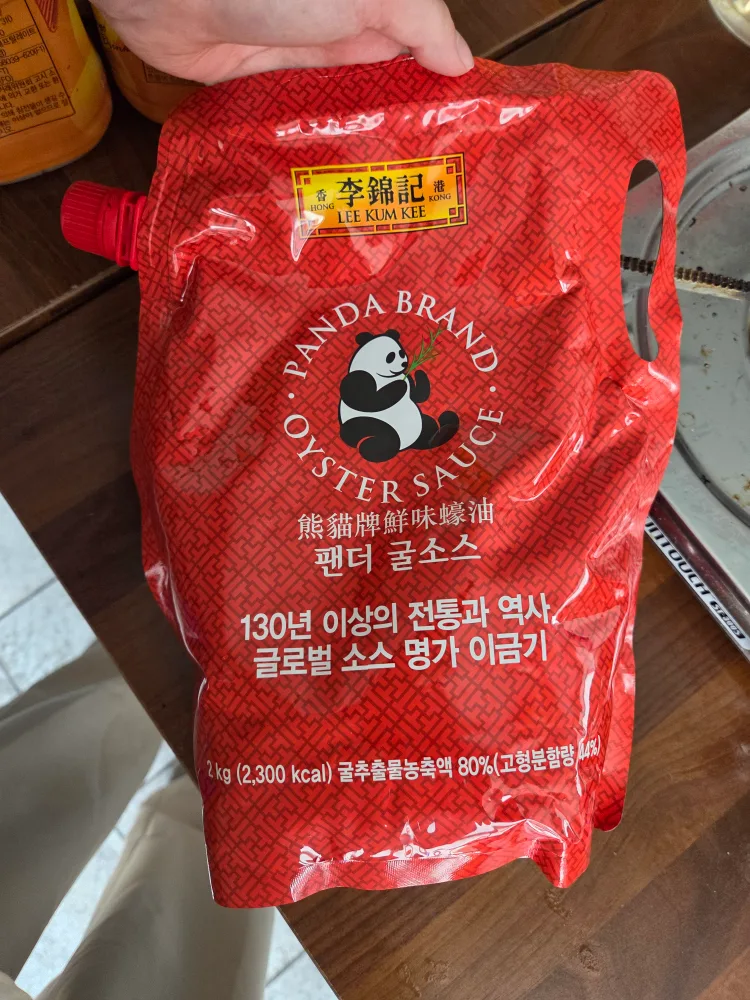 香 李錦記 港
HONG LEE KUM KEE KONG
PANDA BRAND
OYSTER SAUCE
熊貓牌鮮味蠔油
팬더 굴소스
130년 이상의 전통과 역사,
글로벌 소스 명가 이금기
2 kg (2,300 kcal) 굴추출물농축액 80%(고형분함량